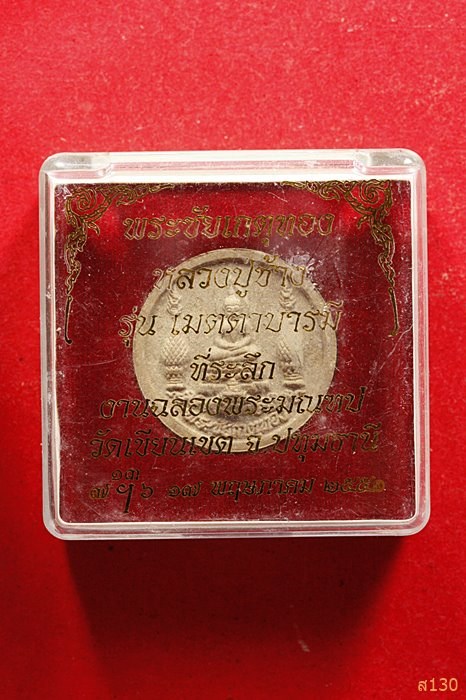 พระชัยเกตุทอง
หลวงปู่ช้าง
รุ่น เมตตาบารมี
ที่ระลึก
งานฉลองพระมณฑป
วัดเขียนเขต จ.ปทุมธานี
๑๗ พฤษภาคม ๒๕๕๒
ส130